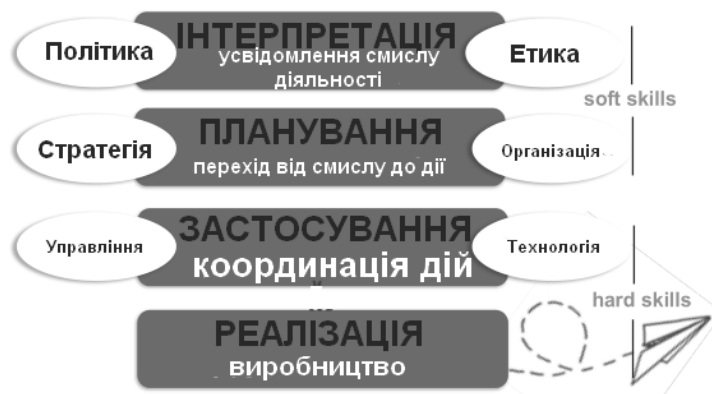 ІНТЕРПРЕТАЦІЯ
Політика
усвідомлення смислу
діяльності
Етика
soft skills
ПЛАНУВАННЯ
Стратегія
перехід від смислу до дії
Організація
ЗАСТОСУВАННЯ
Управління
координація дій
Технологія
hard skills
РЕАЛІЗАЦІЯ
виробництво